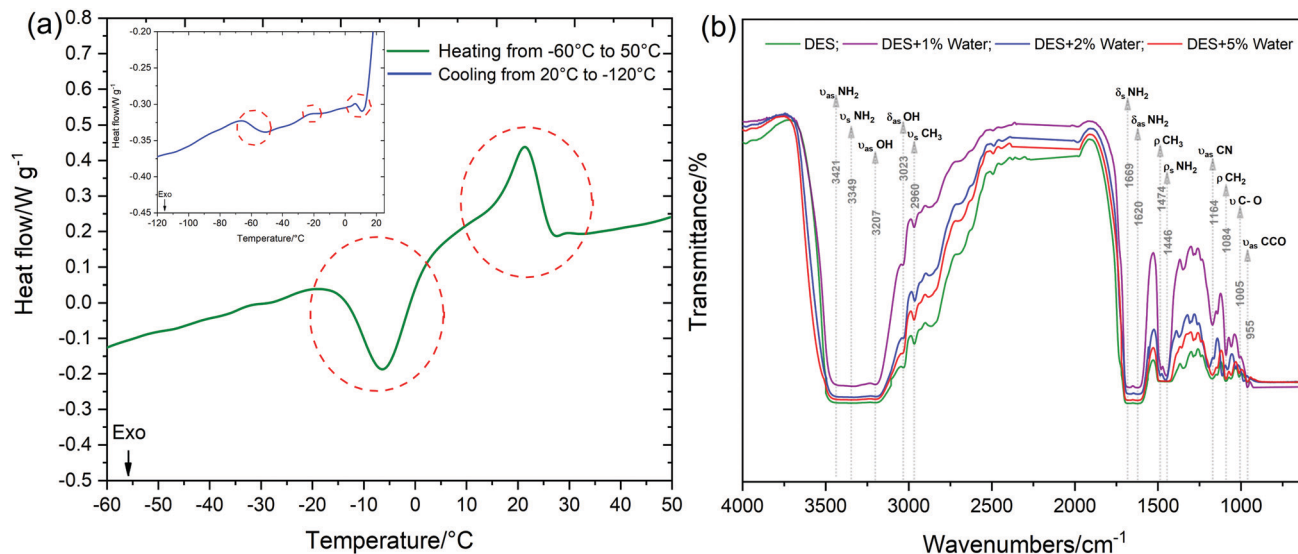 (a)
0.8
0.7
0.6
0.5
0.4
0.3
0.2
0.1
0.0
-0.1
-0.2
-0.3
-0.4
-0.5
Heat flow/W g-1
-60 -50 -40 -30 -20 -10 0 10 20 30 40 50
Temperature/°C
Exo
Heating from -60°C to 50°C
Cooling from 20°C to -120°C
-0.20
-0.25
-0.30
-0.35
-0.40
-0.45
Heat flow/W g-1
Exo
-120 -100 -80 -60 -40 -20 0 20
Temperature/°C
(b)
DES; DES+1% Water; DES+2% Water; DES+5% Water
υas NH2
υs NH2
υas OH
δas OH
υs CH3
δs NH2
δas NH2
ρ CH3
ρs NH2
υas CN
ρ CH2
υ C- O
υas CCO
3421
3349
3207
3023
2960
1669
1620
1474
1446
1164
1084
1005
955
Transmittance/%
4000 3500 3000 2500 2000 1500 1000
Wavenumbers/cm-1